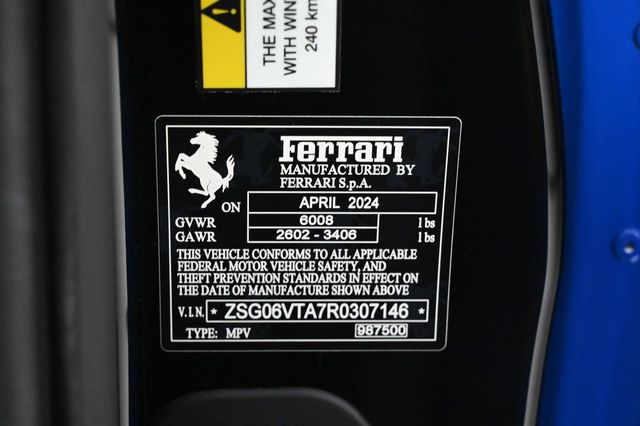 THE MAX
WITH WIN
240 km
Ferrari
MANUFACTURED BY
FERRARI S.p.A.
ON APRIL 2024
GVWR 6008 lbs
GAWR 2602 - 3406 lbs
THIS VEHICLE CONFORMS TO ALL APPLICABLE
FEDERAL MOTOR VEHICLE SAFETY, AND
THEFT PREVENTION STANDARDS IN EFFECT ON
THE DATE OF MANUFACTURE SHOWN ABOVE
V.I.N. * ZSG06VTA7R0307146 *
TYPE: MPV 987500